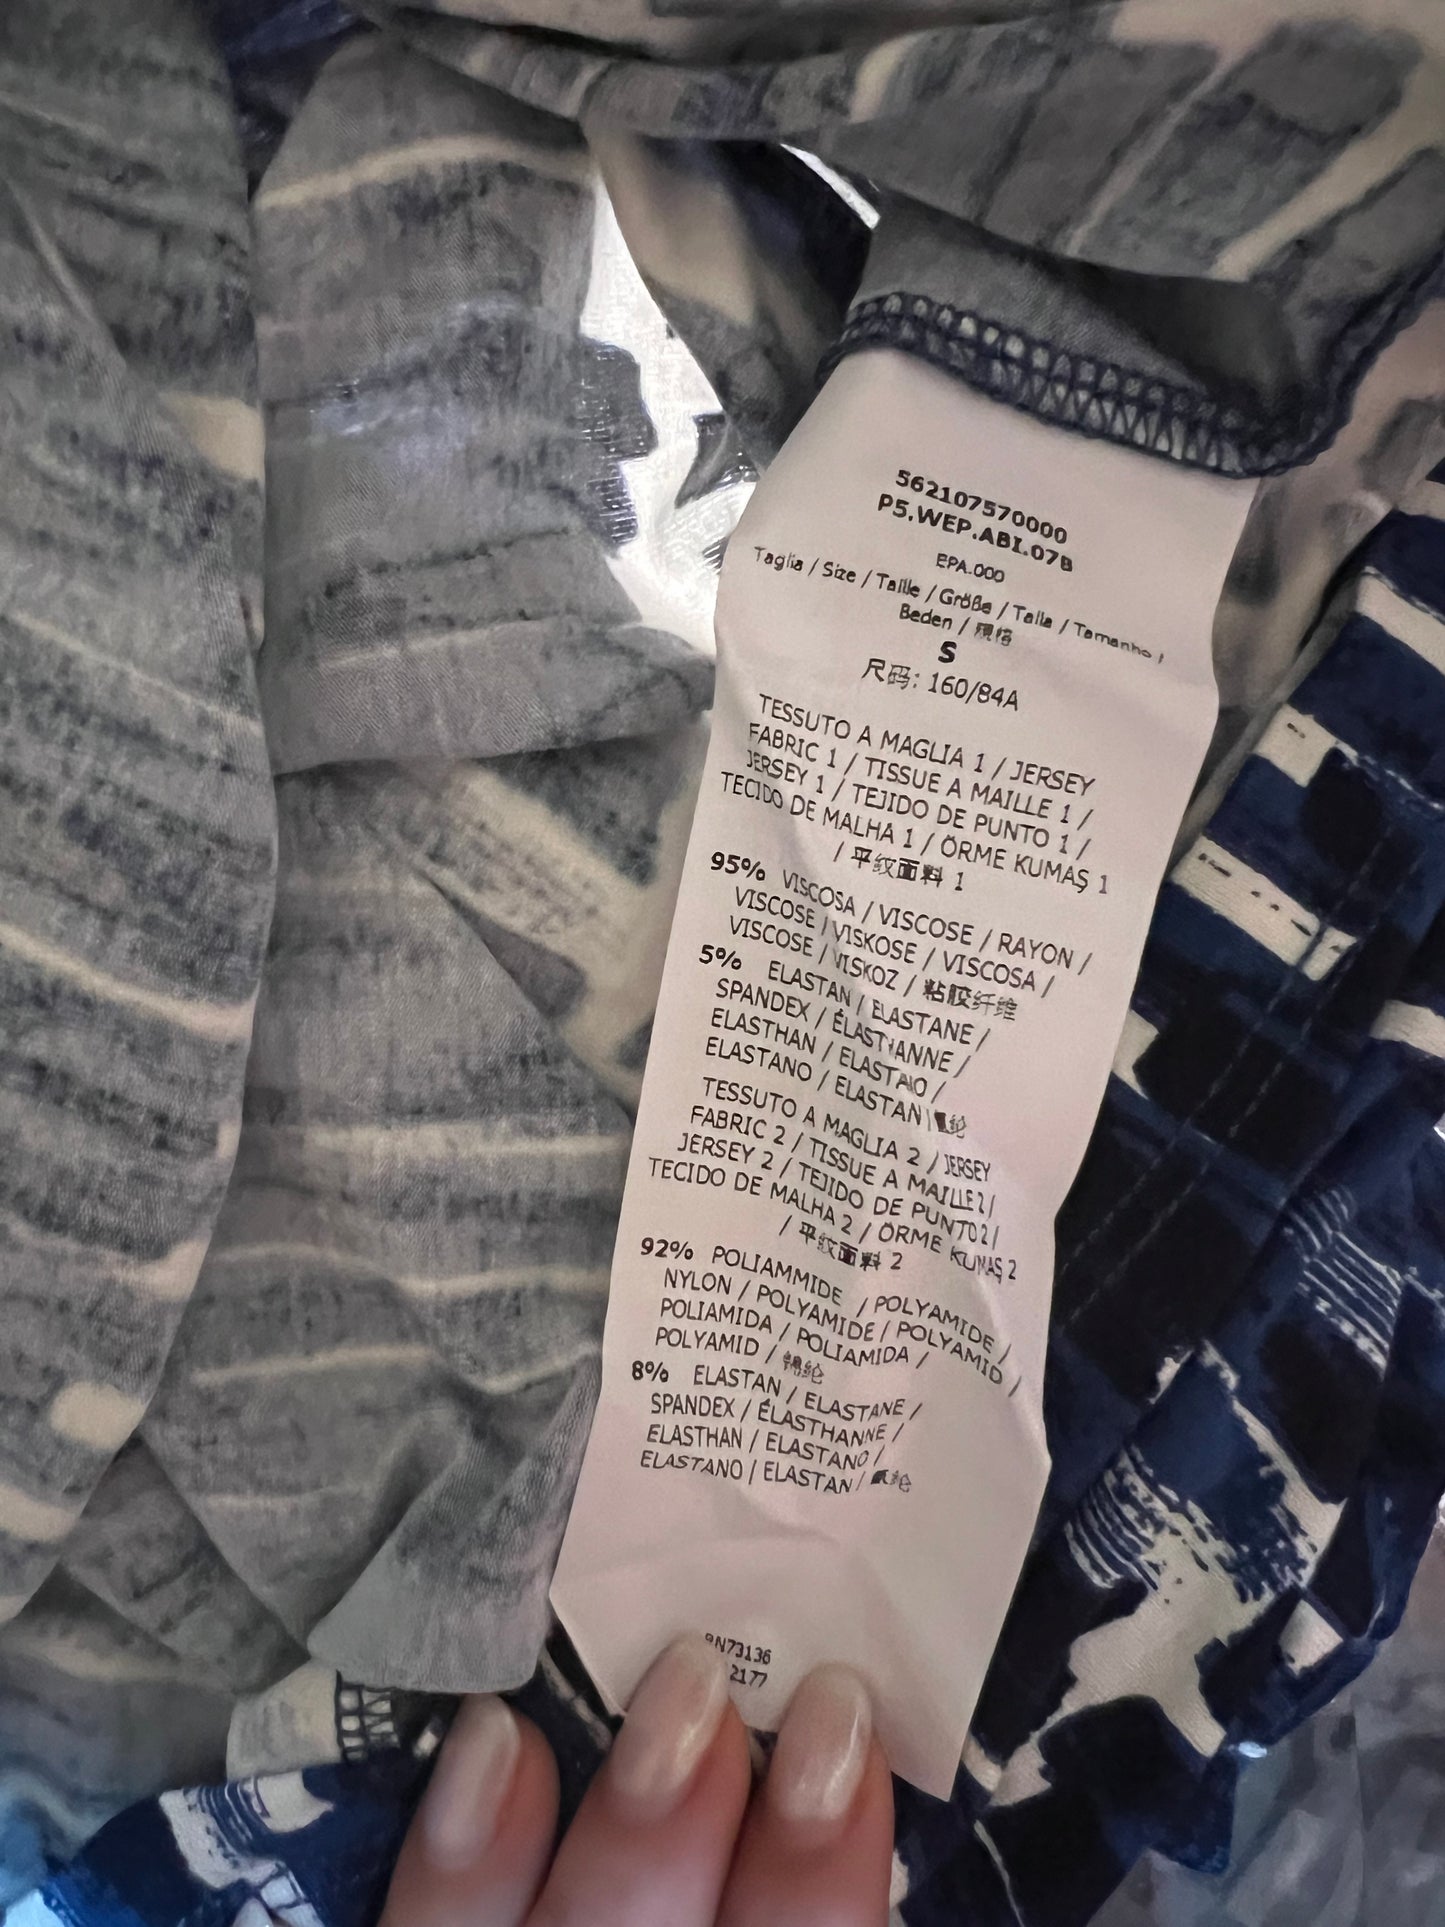 562107570000
P5.WEP.ABI.07B
EPA.000
Taglia / Size / Taille / Größe / Talla / Tamanho /
Beden / 規格
S
尺码: 160/84A
TESSUTO A MAGLIA 1 / JERSEY
FABRIC 1 / TISSUE A MAILLE 1 /
JERSEY 1 / TEJIDO DE PUNTO 1 /
TECIDO DE MALHA 1 / ÖRME KUMAŞ 1
/ 平纹面料 1
95% VISCOSA / VISCOSE / RAYON /
VISCOSE / VISKOSE / VISCOSA /
VISCOSE / VISKOZ / 粘胶纤维
5% ELASTAN / ELASTANE /
SPANDEX / ÉLASTHANNE /
ELASTHAN / ELASTANO /
ELASTANO / ELASTAN /
TESSUTO A MAGLIA 2 / JERSEY
FABRIC 2 / TISSUE A MAILLE 2 /
JERSEY 2 / TEJIDO DE PUNTO 2 /
TECIDO DE MALHA 2 / ÖRME KUMAŞ 2
/ 平纹面料 2
92% POLIAMMIDE / POLYAMIDE /
NYLON / POLYAMIDE / POLYAMID /
POLIAMIDA / POLIAMIDA /
POLYAMID / 锦纶
8% ELASTAN / ELASTANE /
SPANDEX / ÉLASTHANNE /
ELASTHAN / ELASTANO /
ELASTANO / ELASTAN /
N73136
2177